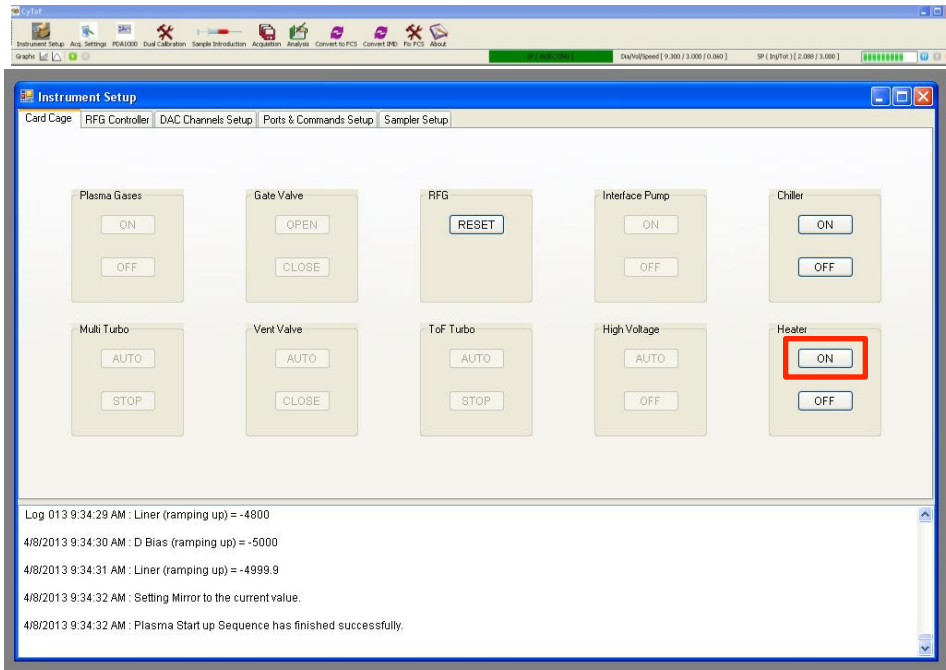 CyToF
Instrument Setup Acq. Settings PDA1000 Dual Calibration Sample Introduction Acquisition Analysis Convert to FCS Convert IMD Fix FCS About
Graphs Dia/Vol/Speed [ 9.300 / 3.000 / 0.060 ] SP ( Inj/Tot ) [ 2.088 / 3.000 ]
Instrument Setup
Card Cage RFG Controller DAC Channels Setup Ports & Commands Setup Sampler Setup
Plasma Gases Gate Valve RFG Interface Pump Chiller
ON OPEN RESET ON ON
OFF CLOSE OFF OFF
Multi Turbo Vent Valve ToF Turbo High Voltage Heater
AUTO AUTO AUTO AUTO ON
STOP CLOSE STOP OFF OFF
Log 013 9:34:29 AM : Liner (ramping up) = -4800
4/8/2013 9:34:30 AM : D Bias (ramping up) = -5000
4/8/2013 9:34:31 AM : Liner (ramping up) = -4999.9
4/8/2013 9:34:32 AM : Setting Mirror to the current value.
4/8/2013 9:34:32 AM : Plasma Start up Sequence has finished successfully.